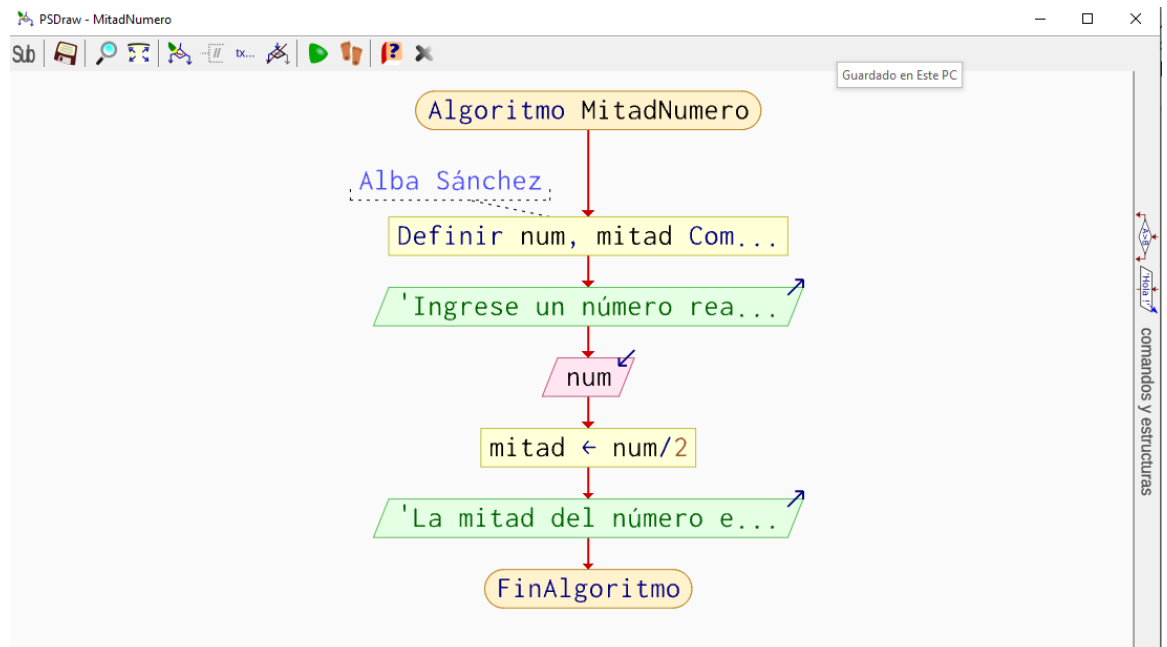 PSDraw - MitadNumero
Sub
tx...
Guardado en Este PC
Algoritmo MitadNumero
Alba Sánchez
Definir num, mitad Com...
'Ingrese un número rea...
num
mitad ← num/2
'La mitad del número e...
FinAlgoritmo
A>B
'Hola !'
comandos y estructuras